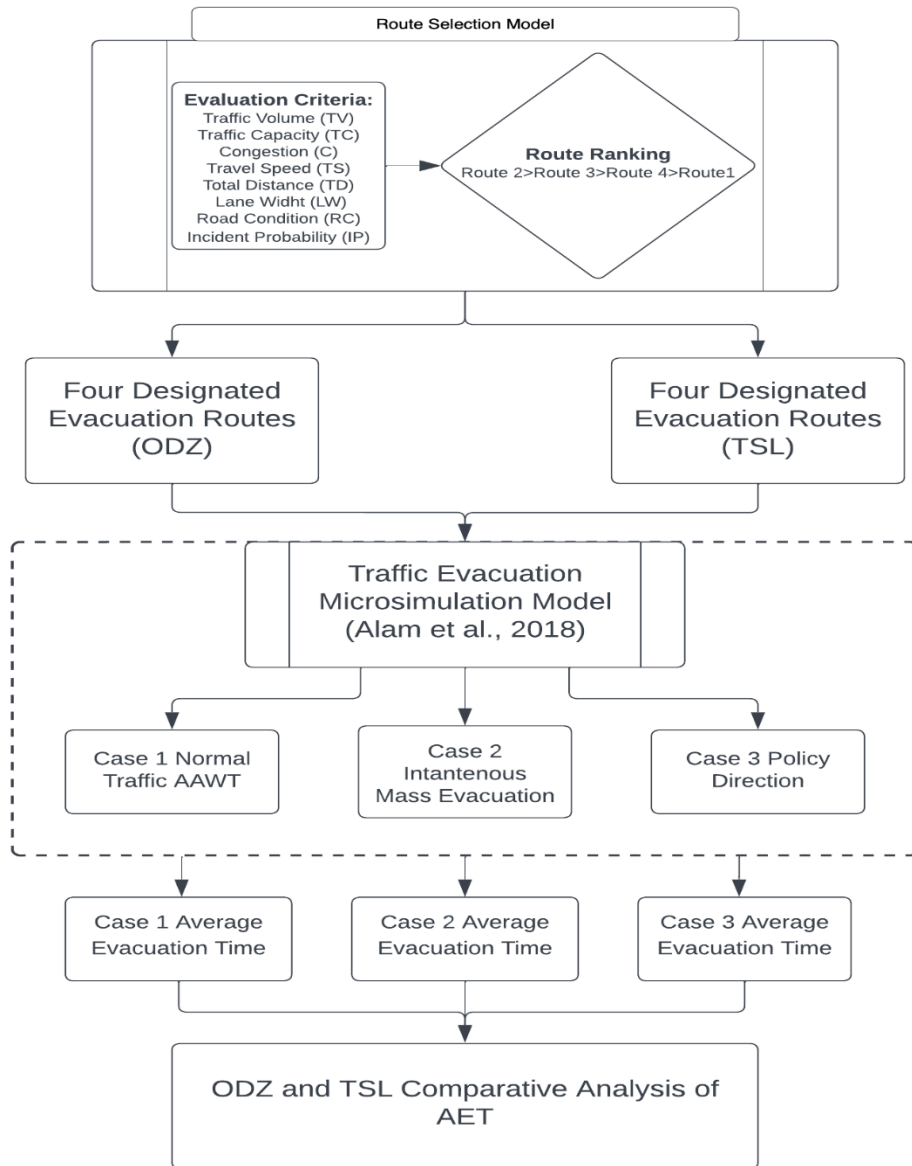 Route Selection Model
Evaluation Criteria:
Traffic Volume (TV)
Traffic Capacity (TC)
Congestion (C)
Travel Speed (TS)
Total Distance (TD)
Lane Widht (LW)
Road Condition (RC)
Incident Probability (IP)
Route Ranking
Route 2>Route 3>Route 4>Route1
Four Designated
Evacuation Routes
(ODZ)
Four Designated
Evacuation Routes
(TSL)
Traffic Evacuation
Microsimulation Model
(Alam et al., 2018)
Case 1 Normal
Traffic AAWT
Case 2
Intantenous
Mass Evacuation
Case 3 Policy
Direction
Case 1 Average
Evacuation Time
Case 2 Average
Evacuation Time
Case 3 Average
Evacuation Time
ODZ and TSL Comparative Analysis of
AET